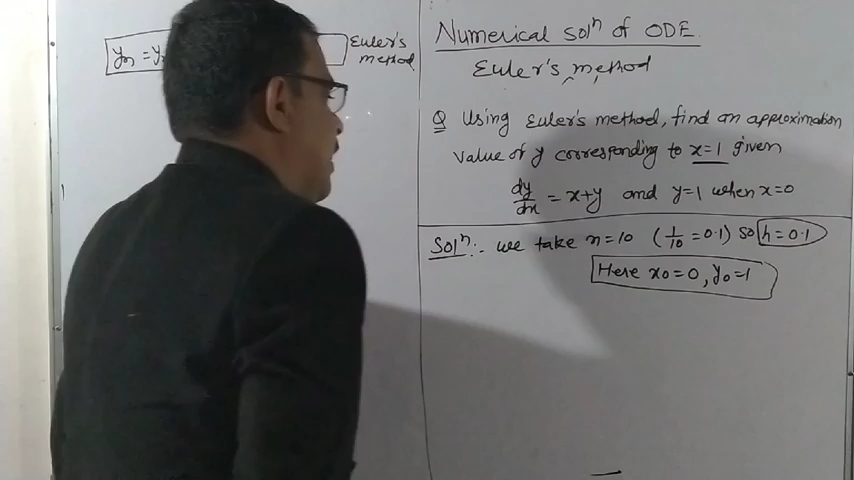 yn = y
Euler's
method
Numerical Solⁿ of ODE
Euler's method
Q Using Euler's method, find an approximation
value of y corresponding to x=1 given
dy/dx = x+y and y=1 when x=0
Solⁿ:- we take n=10 (1/10 = 0.1) so h=0.1
Here x0=0, y0=1